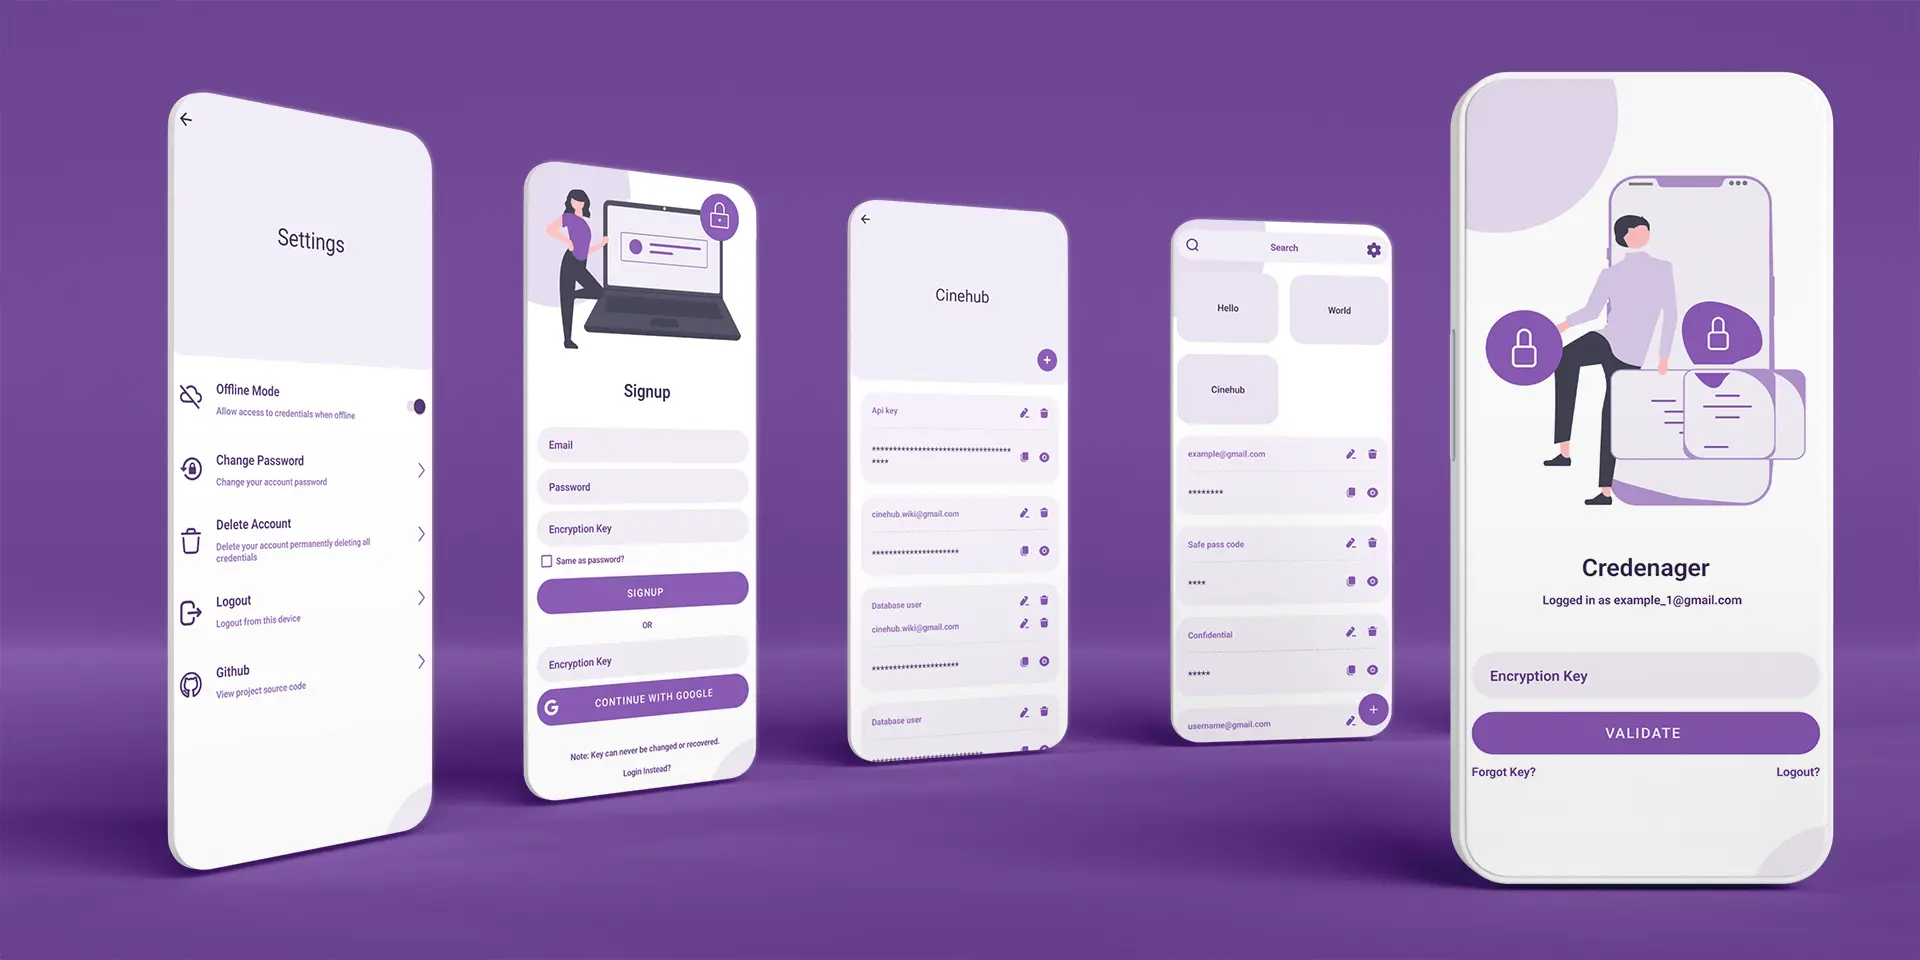 Settings
Offline Mode
Allow access to credentials when offline
Change Password
Change your account password
Delete Account
Delete your account permanently deleting all
credentials
Logout
Logout from this device
Github
View project source code
Signup
Email
Password
Encryption Key
Same as password?
SIGNUP
OR
Encryption Key
G CONTINUE WITH GOOGLE
Note: Key can never be changed or recovered.
Login Instead?
Cinehub
+
Api key
*********************************
****
cinehub.wiki@gmail.com
*********************
Database user
cinehub.wiki@gmail.com
*********************
Database user
Search
Hello
World
Cinehub
example@gmail.com
********
Safe pass code
****
Confidential
*****
username@gmail.com
+
Credenager
Logged in as example_1@gmail.com
Encryption Key
VALIDATE
Forgot Key?
Logout?